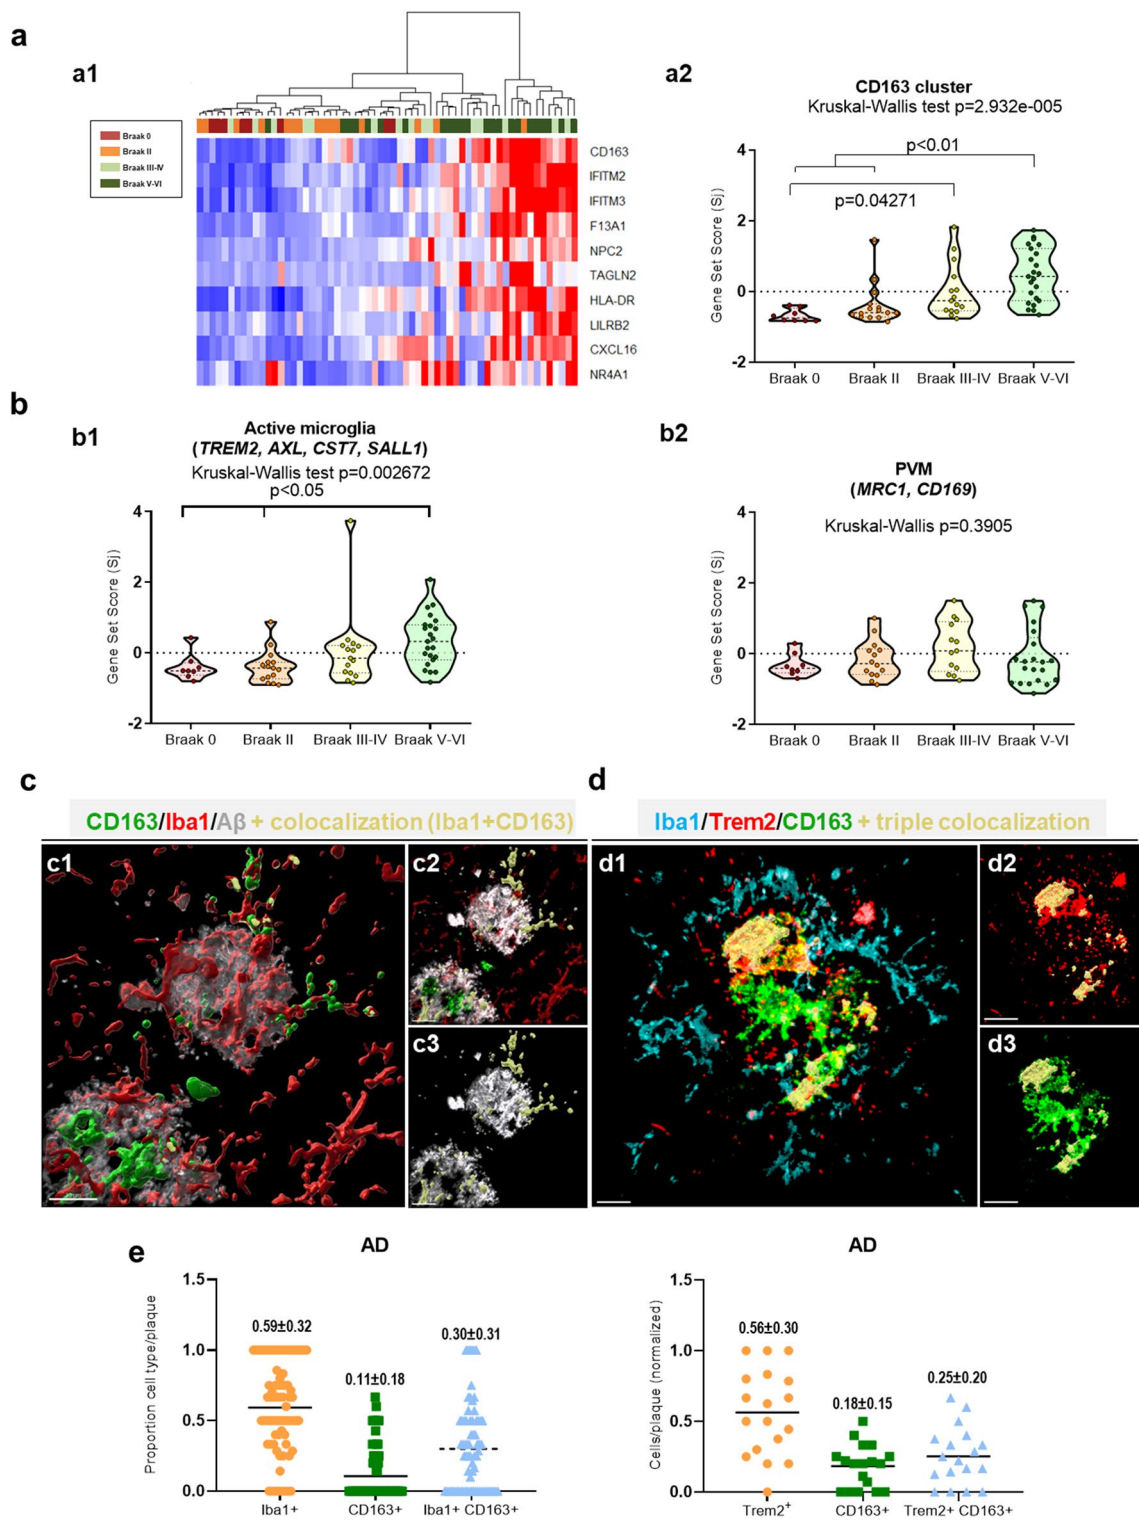 a
a1
Braak 0
Braak II
Braak III-IV
Braak V-VI
CD163
IFITM2
IFITM3
F13A1
NPC2
TAGLN2
HLA-DR
LILRB2
CXCL16
NR4A1
a2
CD163 cluster
Kruskal-Wallis test p=2.932e-005
p<0.01
p=0.04271
Gene Set Score (Sj)
4
2
0
-2
Braak 0
Braak II
Braak III-IV
Braak V-VI
b
b1
Active microglia
(TREM2, AXL, CST7, SALL1)
Kruskal-Wallis test p=0.002672
p<0.05
Gene Set Score (Sj)
4
2
0
-2
Braak 0
Braak II
Braak III-IV
Braak V-VI
b2
PVM
(MRC1, CD169)
Kruskal-Wallis p=0.3905
Gene Set Score (Sj)
4
2
0
-2
Braak 0
Braak II
Braak III-IV
Braak V-VI
c
CD163/Iba1/Aβ + colocalization (Iba1+CD163)
c1
c2
c3
d
Iba1/Trem2/CD163 + triple colocalization
d1
d2
d3
e
AD
Proportion cell type/plaque
1.5
1.0
0.5
0.0
0.59±0.32
0.11±0.18
0.30±0.31
Iba1+
CD163+
Iba1+ CD163+
AD
Cells/plaque (normalized)
1.5
1.0
0.5
0.0
0.56±0.30
0.18±0.15
0.25±0.20
Trem2+
CD163+
Trem2+ CD163+